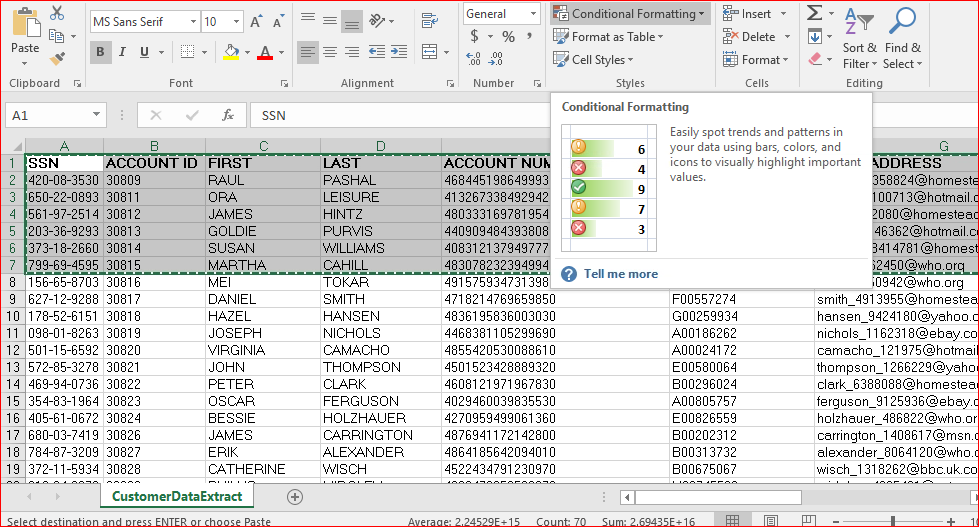 Paste
Clipboard
MS Sans Serif 10
B I U
Font
Alignment
General
$ % ,
Number
Conditional Formatting
Format as Table
Cell Styles
Styles
Insert
Delete
Format
Cells
Sort & Select
Filter
Find &
Select
Editing
A1 fx SSN
Conditional Formatting
6
4
9
7
3
Easily spot trends and patterns in
your data using bars, colors, and
icons to visually highlight important
values.
Tell me more
A B C D G
1 SSN ACCOUNT ID FIRST LAST ACCOUNT NUM ADDRESS
2 420-08-3530 30809 RAUL PASHAL 468445198649993 358824@homeste
3 650-22-0893 30811 ORA LEISURE 413267338492942 100713@hotmail.c
4 561-97-2514 30812 JAMES HINTZ 480333169781954 2080@homestead
5 203-36-9293 30813 GOLDIE PURVIS 440909484393808 46362@hotmail.co
6 373-18-2660 30814 SUSAN WILLIAMS 408312137949777 8414781@homest
7 799-69-4595 30815 MARTHA CAHILL 483078232394994 62450@who.org
8 156-65-8703 30816 MEI TOKAR 491575934731398 50942@who.org
9 627-12-9288 30817 DANIEL SMITH 4718214769659850 F00557274 smith_4913955@homestea
10 178-52-6151 30818 HAZEL HANSEN 4836195836003030 G00259934 hansen_9424180@yahoo.c
11 098-01-8263 30819 JOSEPH NICHOLS 4468381105299690 A00186262 nichols_1162318@ebay.co
12 501-15-6592 30820 VIRGINIA CAMACHO 4855420530088610 A00024172 camacho_121975@hotmail
13 572-85-3278 30821 JOHN THOMPSON 4501523428889320 E00580064 thompson_1266229@yahoo
14 469-94-0736 30822 PETER CLARK 4608121971967830 B00296024 clark_6388088@homestea
15 354-83-1964 30823 OSCAR FERGUSON 4029460039835530 A00805757 ferguson_9125936@ebay.c
16 405-61-0672 30824 BESSIE HOLZHAUER 4270959499061360 E00826559 holzhauer_486822@who.or
17 680-03-7419 30826 JAMES CARRINGTON 4876941172142800 B00202312 carrington_1408617@msn.c
18 784-87-3209 30827 ERIK ALEXANDER 4864185642094010 B00313732 alexander_8064120@who.o
19 372-11-5934 30828 CATHERINE WISCH 4522434791230970 B00675067 wisch_1318262@bbc.uk.co
CustomerDataExtract
Select destination and press ENTER or choose Paste Average: 2.24529E+15 Count: 70 Sum: 2.69435E+16